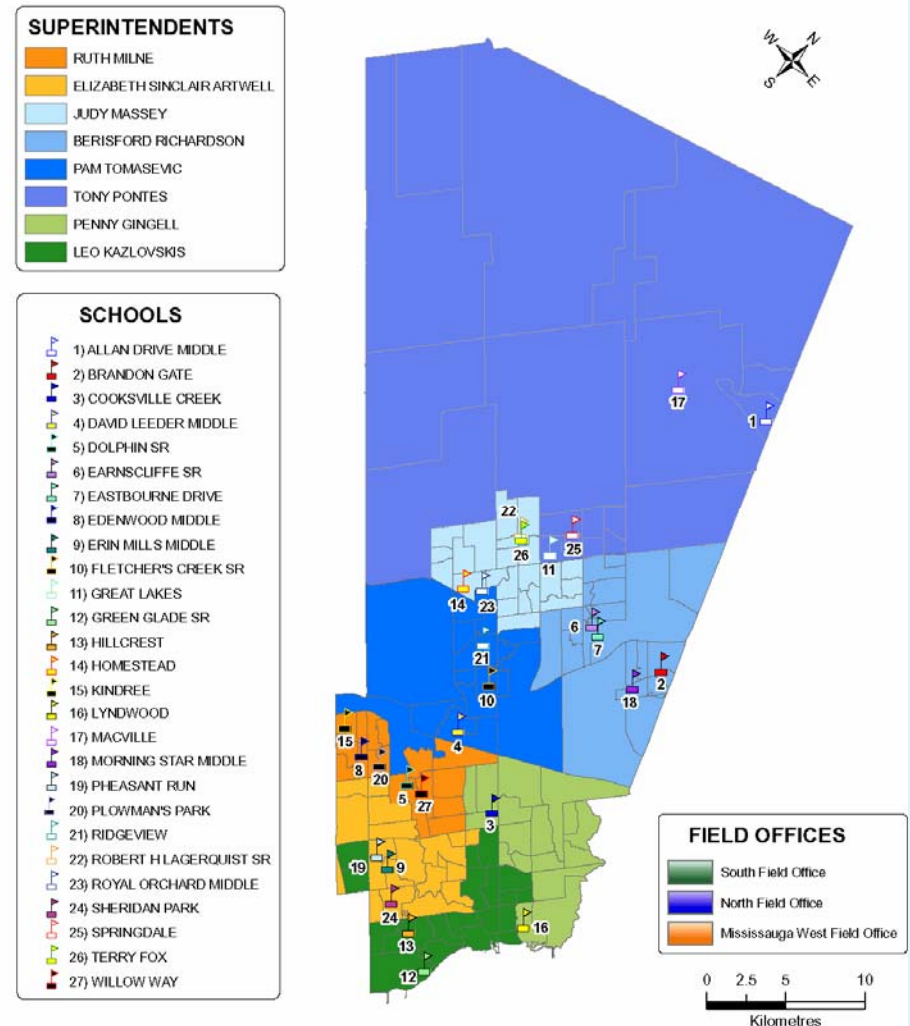 SUPERINTENDENTS
RUTH MILNE
ELIZABETH SINCLAIR ARTWELL
JUDY MASSEY
BERISFORD RICHARDSON
PAM TOMASEVIC
TONY PONTES
PENNY GINGELL
LEO KAZLOVSKIS
SCHOOLS
1) ALLAN DRIVE MIDDLE
2) BRANDON GATE
3) COOKSVILLE CREEK
4) DAVID LEEDER MIDDLE
5) DOLPHIN SR
6) EARNSCLIFFE SR
7) EASTBOURNE DRIVE
8) EDENWOOD MIDDLE
9) ERIN MILLS MIDDLE
10) FLETCHER'S CREEK SR
11) GREAT LAKES
12) GREEN GLADE SR
13) HILLCREST
14) HOMESTEAD
15) KINDREE
16) LYNDWOOD
17) MACVILLE
18) MORNING STAR MIDDLE
19) PHEASANT RUN
20) PLOWMAN'S PARK
21) RIDGEVIEW
22) ROBERT H LAGERQUIST SR
23) ROYAL ORCHARD MIDDLE
24) SHERIDAN PARK
25) SPRINGDALE
26) TERRY FOX
27) WILLOW WAY
W N
S E
17
1
22
26
11
25
14
23
6
7
21
10
18
2
15
8
20
4
5
27
3
19
9
24
13
16
12
FIELD OFFICES
South Field Office
North Field Office
Mississauga West Field Office
0 2.5 5 10
Kilometres